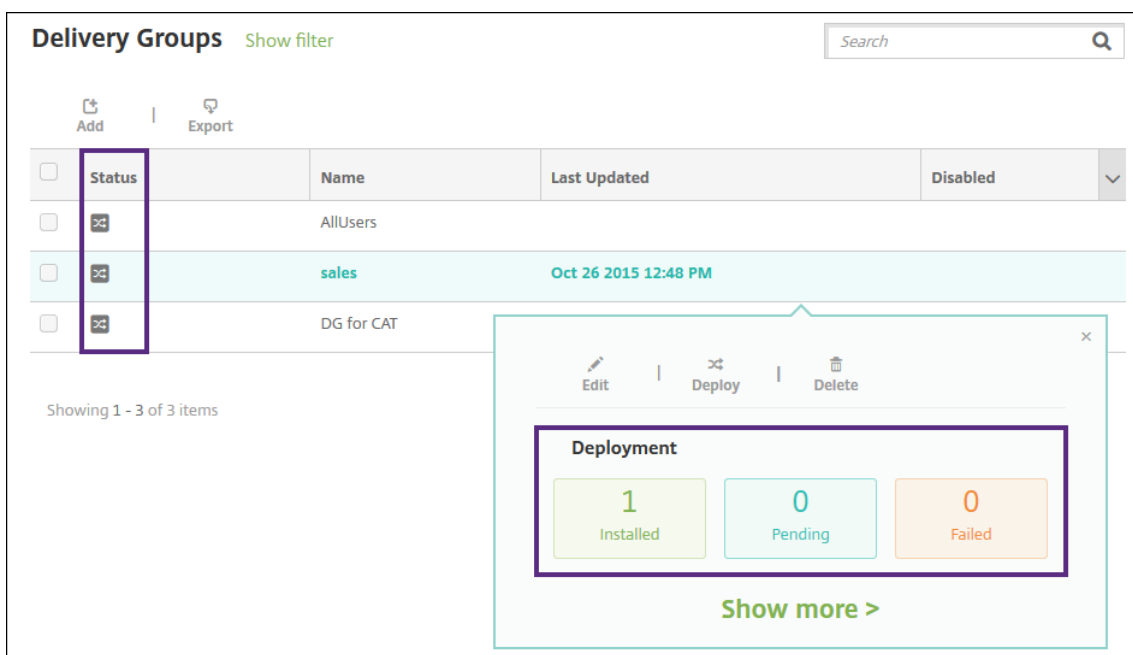 Delivery Groups Show filter Search
Add | Export
Status Name Last Updated Disabled
AllUsers
sales Oct 26 2015 12:48 PM
DG for CAT
Edit | Deploy | Delete
Showing 1 - 3 of 3 items
Deployment
1 0 0
Installed Pending Failed
Show more >